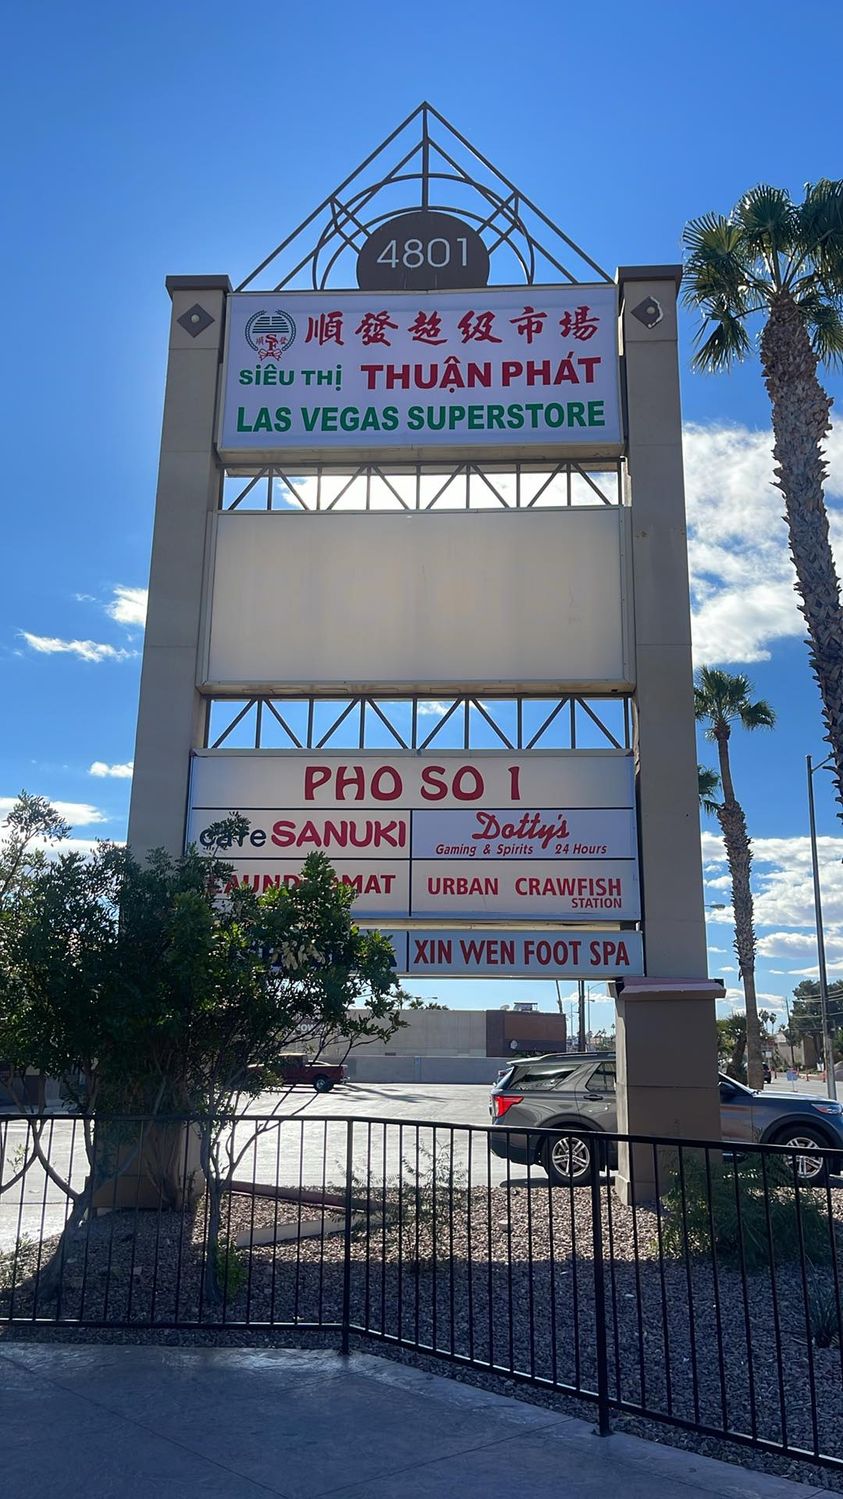 4801
順發超级市場
SIÊU THỊ THUẬN PHÁT
LAS VEGAS SUPERSTORE
PHO SO 1
cafe SANUKI
Dotty's
Gaming & Spirits 24 Hours
LAUNDROMAT
URBAN CRAWFISH
STATION
XIN WEN FOOT SPA